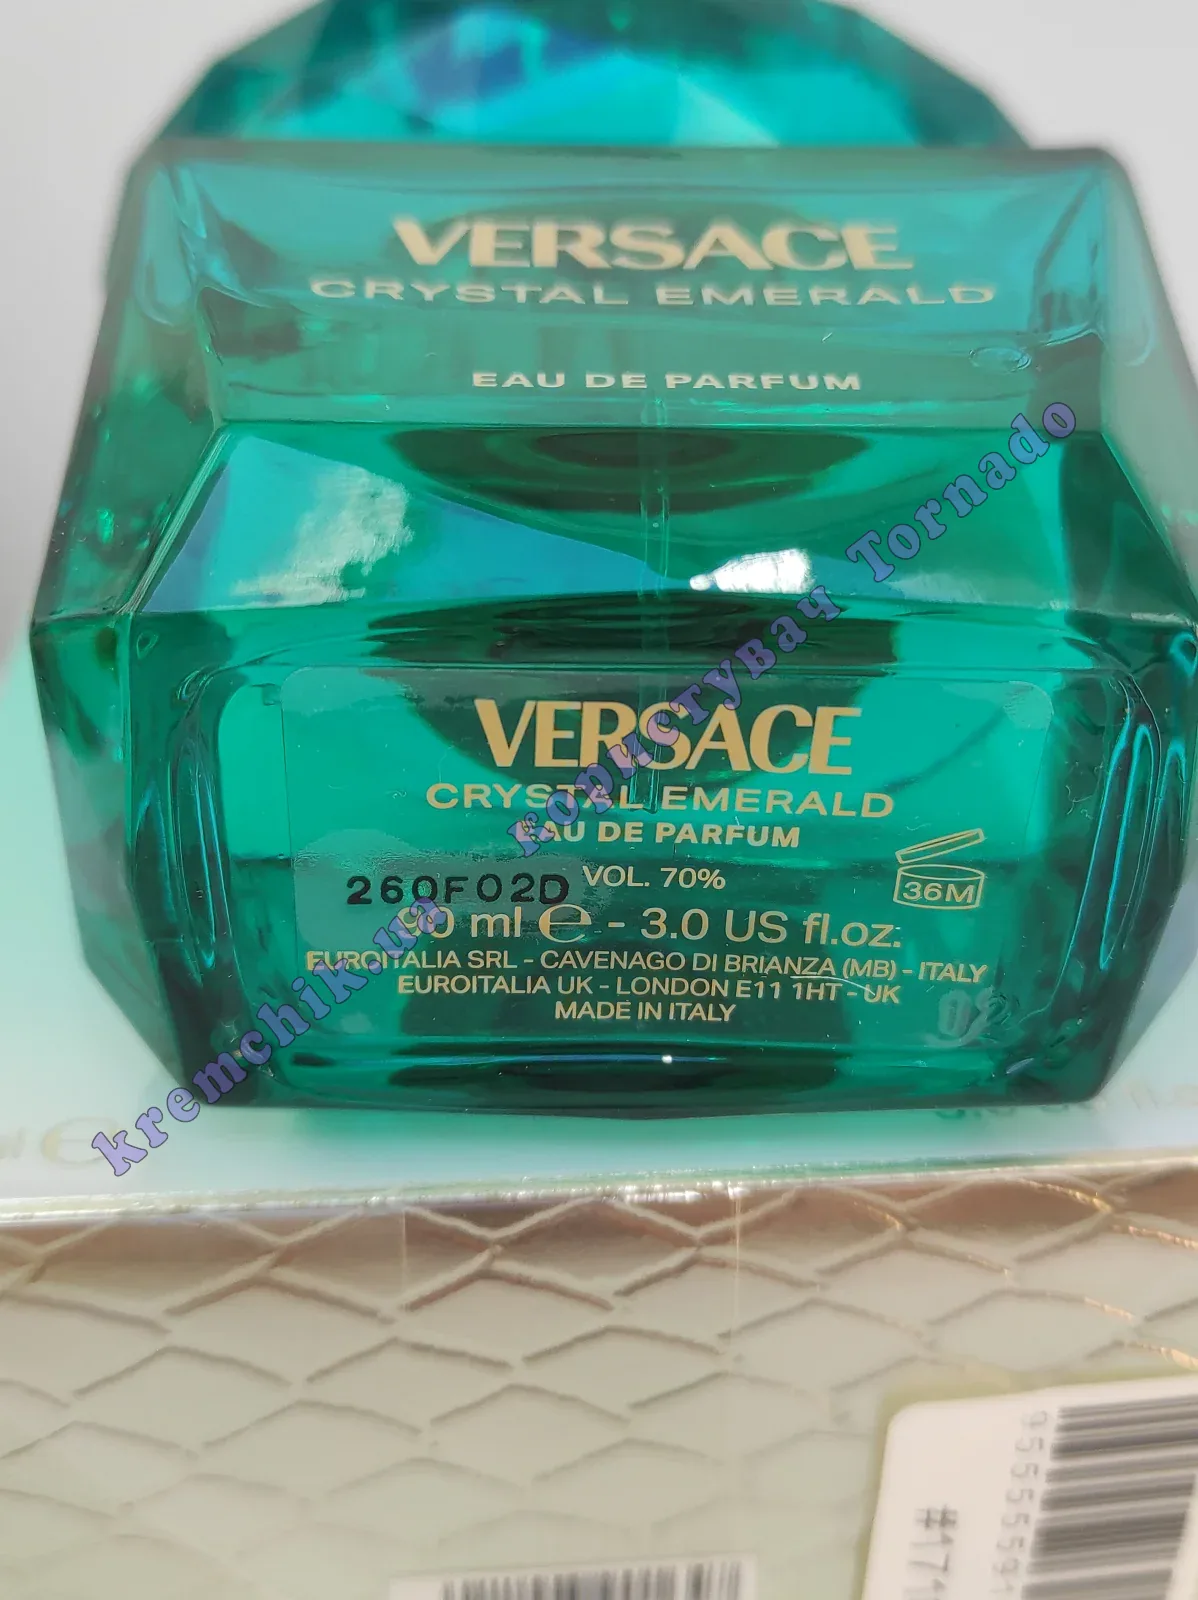 VERSACE
CRYSTAL EMERALD
EAU DE PARFUM
VERSACE
CRYSTAL EMERALD
EAU DE PARFUM
VOL. 70%
260F02D
36M
90 ml e - 3.0 US fl.oz.
EUROITALIA SRL - CAVENAGO DI BRIANZA (MB) - ITALY
EUROITALIA UK - LONDON E11 1HT - UK
MADE IN ITALY
kremchik.ua користувач Tornado